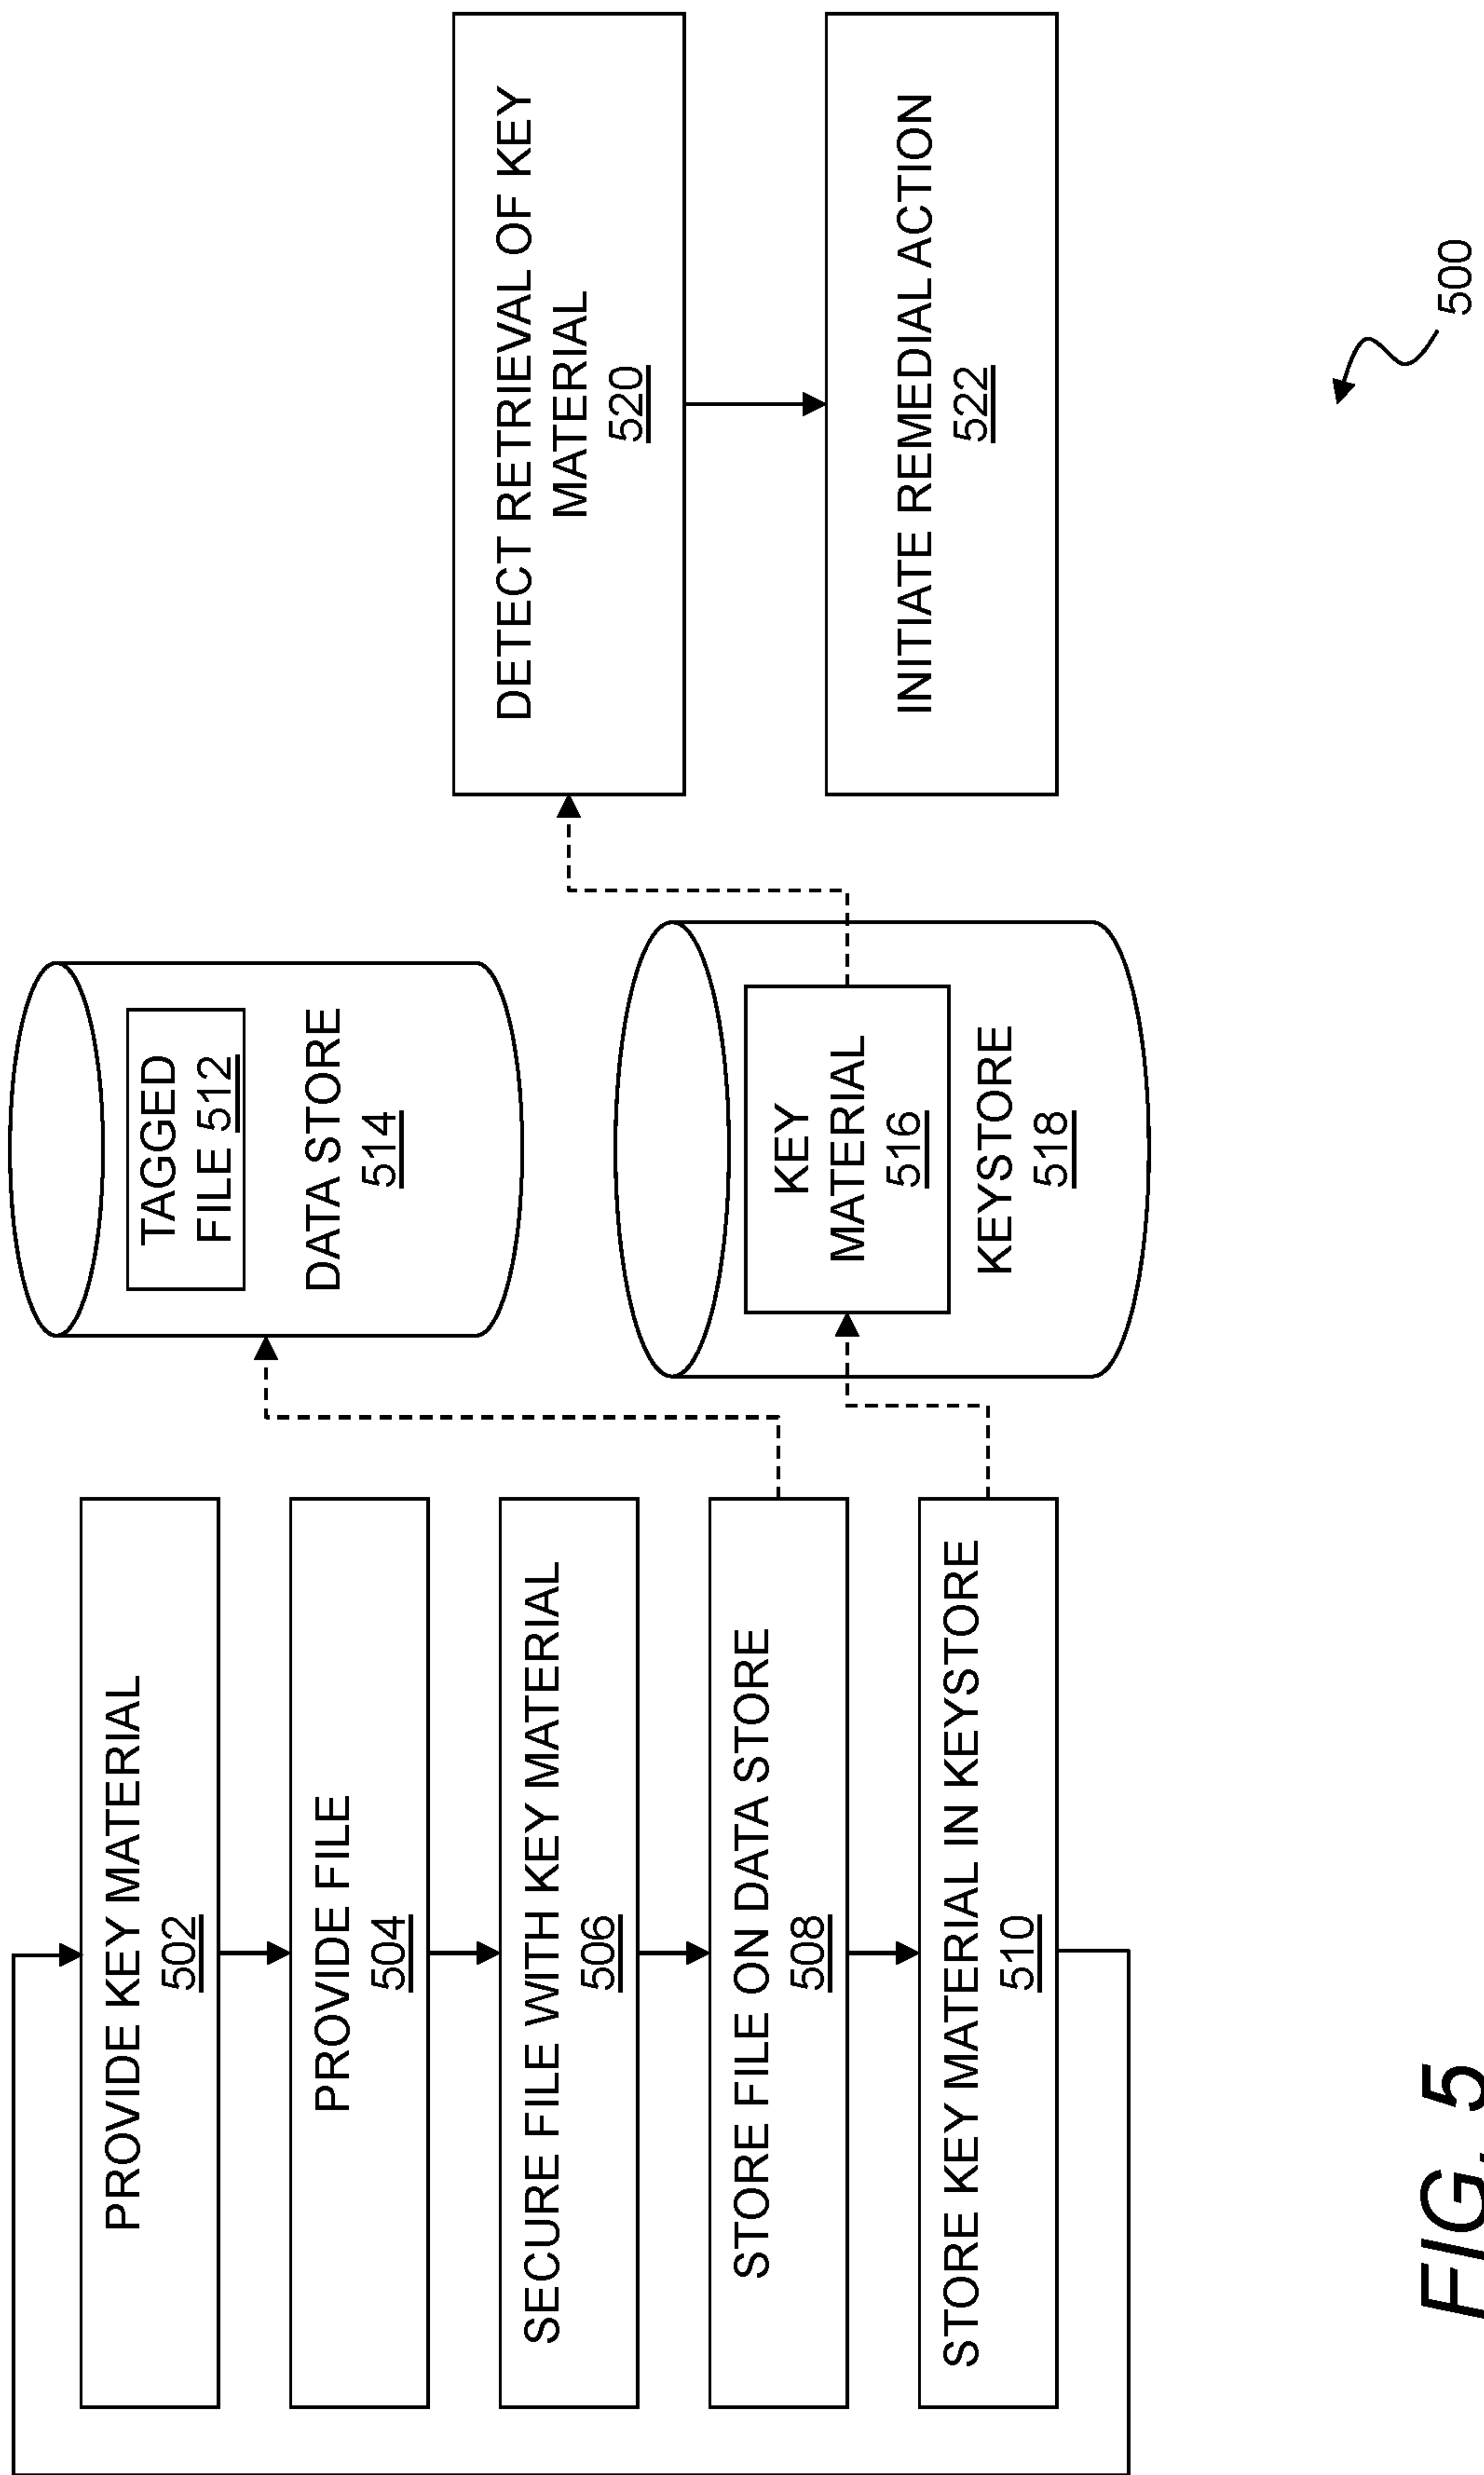 PROVIDE KEY MATERIAL
502
PROVIDE FILE
504
SECURE FILE WITH KEY MATERIAL
506
STORE FILE ON DATA STORE
508
STORE KEY MATERIAL IN KEYSTORE
510
TAGGED
FILE 512
DATA STORE
514
KEY
MATERIAL
516
KEYSTORE
518
DETECT RETRIEVAL OF KEY
MATERIAL
520
INITIATE REMEDIAL ACTION
522
500
FIG. 5